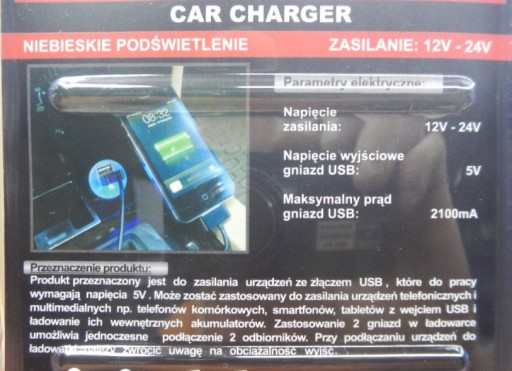 CAR CHARGER
NIEBIESKIE PODŚWIETLENIE ZASILANIE: 12V - 24V
08:32
Parametry elektryczne:
Napięcie
zasilania: 12V - 24V
Napięcie wyjściowe
gniazd USB: 5V
Maksymalny prąd
gniazd USB: 2100mA
Przeznaczenie produktu:
Produkt przeznaczony jest do zasilania urządzeń ze złączem USB , które do pracy
wymagają napięcia 5V . Może zostać zastosowany do zasilania urządzeń telefonicznych i
multimedialnych np. telefonów komórkowych, smartfonów, tabletów z wejciem USB i
ładowanie ich wewnętrznych akumulatorów. Zastosowanie 2 gniazd w ładowarce
umożliwia jednoczesne podłączenie 2 odbiorników. Przy podłączaniu urządzeń do
ładowarki należy zwrócić uwagę na obciążalność wyjść.